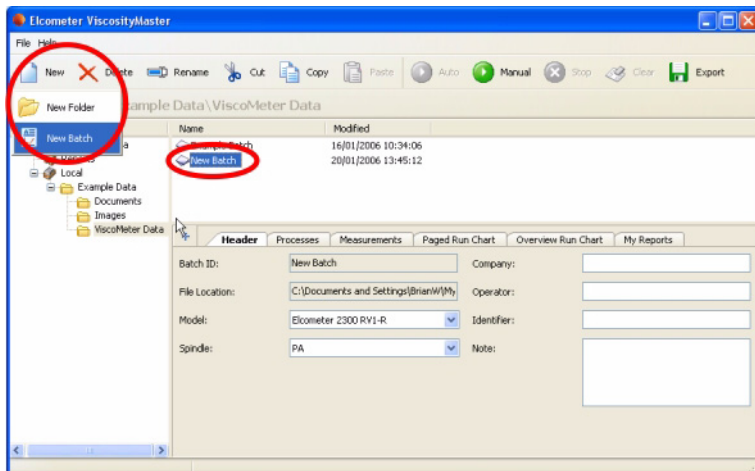 Elcometer ViscosityMaster
File Help
New Delete Rename Cut Copy Paste Auto Manual Stop Clear Export
New Folder
New Batch
ample Data\ViscoMeter Data
Name Modified
Example Batch 16/01/2006 10:34:06
New Batch 20/01/2006 13:45:12
Local
Example Data
Documents
Images
ViscoMeter Data
Header Processes Measurements Paged Run Chart Overview Run Chart My Reports
Batch ID: New Batch Company:
File Location: C:\Documents and Settings\BrianW\My Operator:
Model: Elcometer 2300 RV1-R Identifier:
Spindle: PA Note: